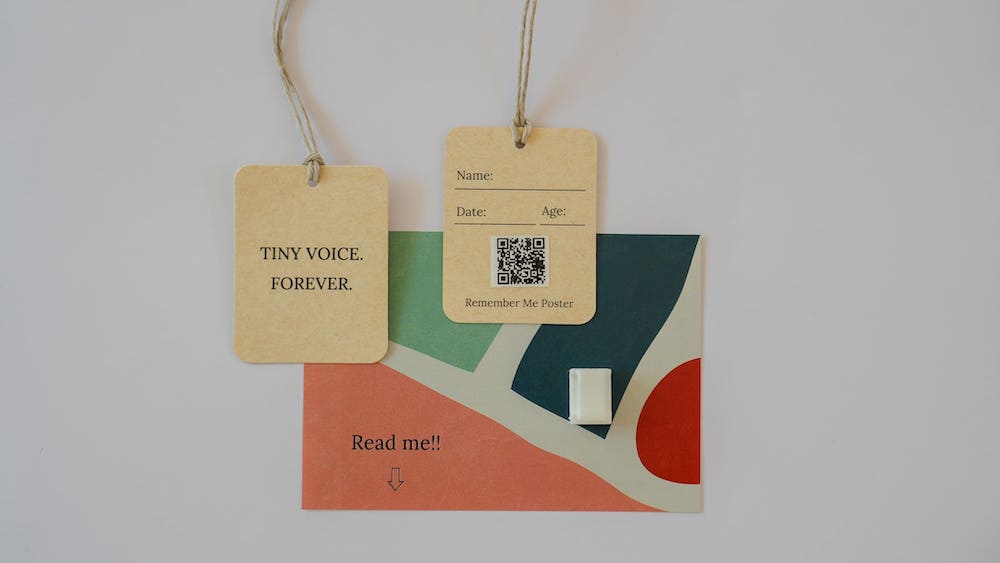 TINY VOICE.
FOREVER.
Name:
Date: Age:
Remember Me Poster
Read me!!